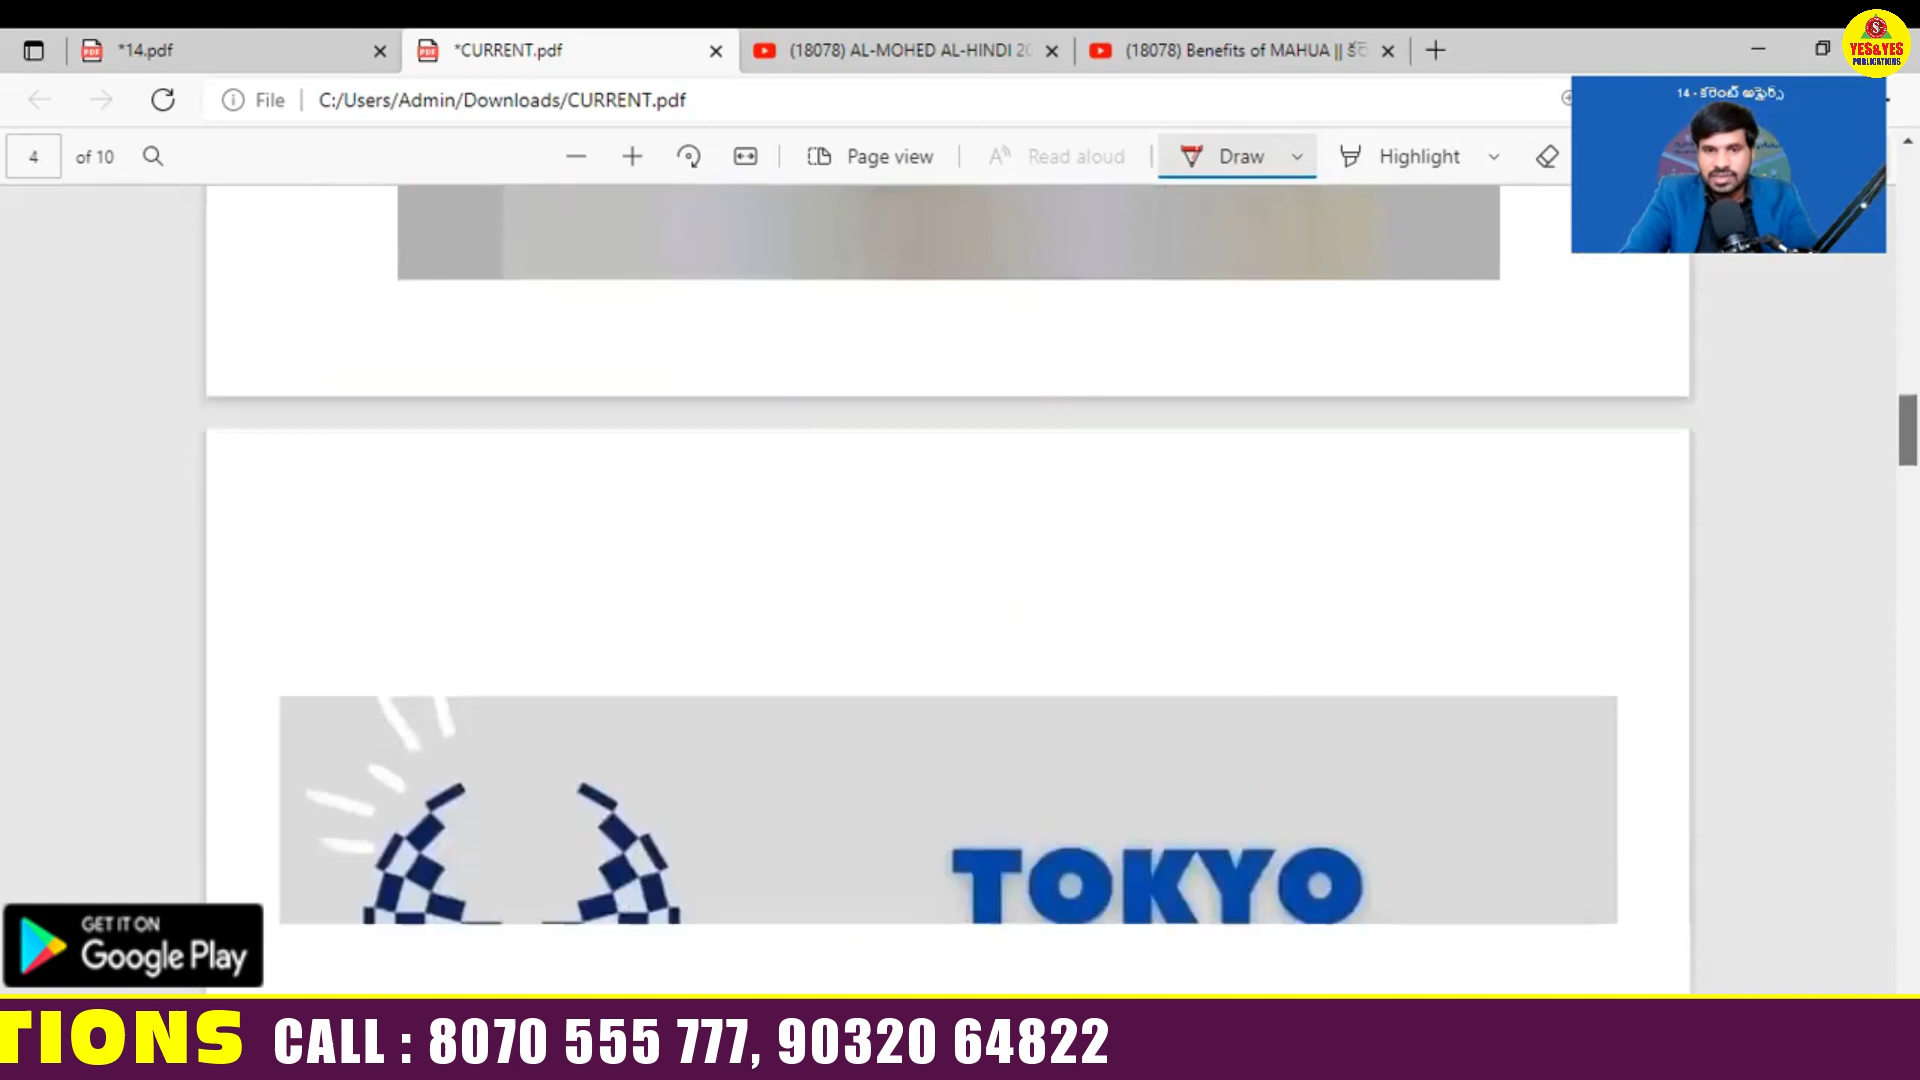 *14.pdf
*CURRENT.pdf
(18078) AL-MOHED AL-HINDI 20
(18078) Benefits of MAHUA ||
YES&YES
PUBLICATIONS
File
C:/Users/Admin/Downloads/CURRENT.pdf
14 - కరెంట్ అఫైర్స్
4
of 10
Page view
Read aloud
Draw
Highlight
TOKYO
GET IT ON
Google Play
TIONS CALL : 8070 555 777, 90320 64822